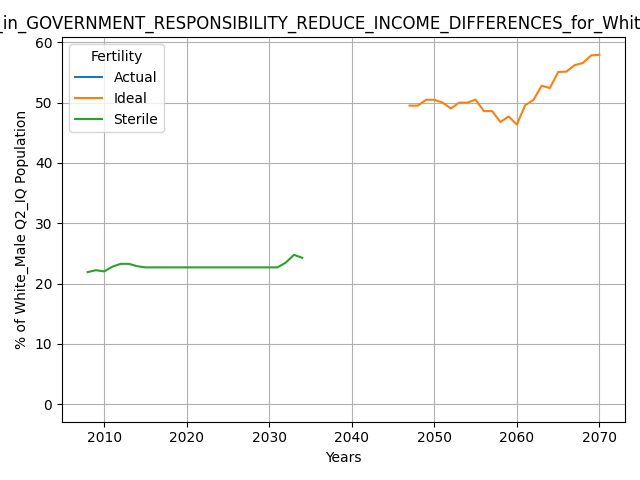 _in_GOVERNMENT_RESPONSIBILITY_REDUCE_INCOME_DIFFERENCES_for_Whit
Fertility
Actual
Ideal
Sterile
% of White_Male Q2_IQ Population
60
50
40
30
20
10
0
2010 2020 2030 2040 2050 2060 2070
Years